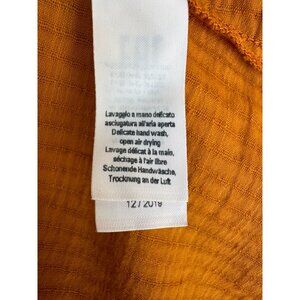 Lavaggio a mano delicato
asciugatura all'aria aperta
Delicate hand wash,
open air drying
Lavage délicat à la main,
séchage à l'air libre
Schonende Handwäsche,
Trocknung an der Luft
12 / 2019